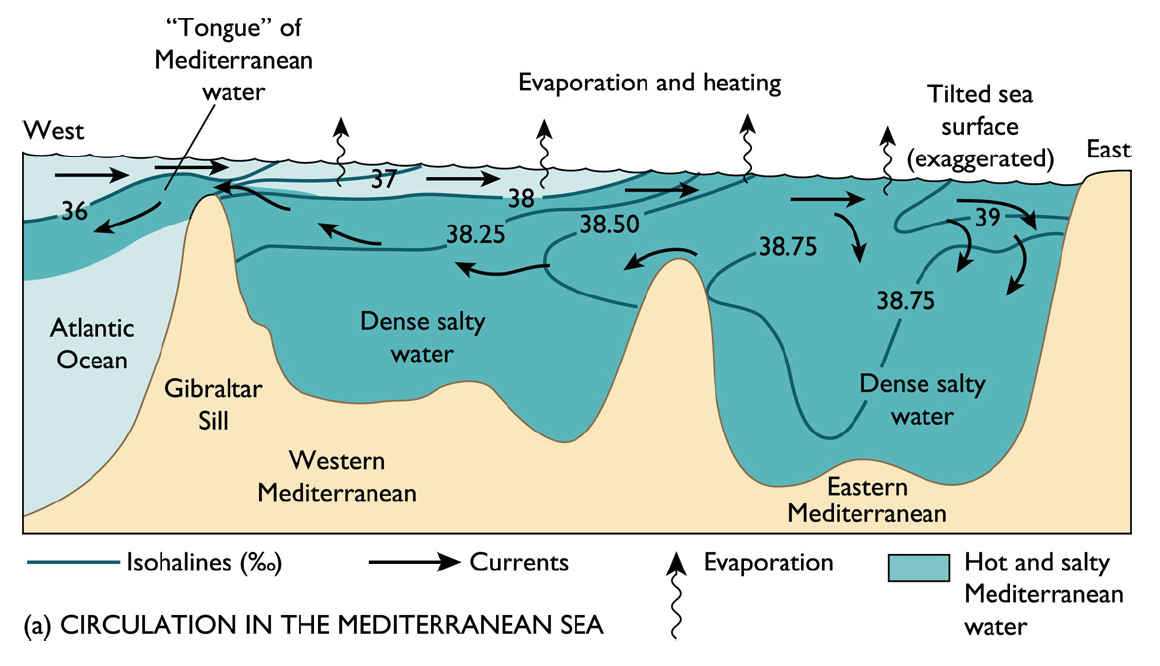 “Tongue” of
Mediterranean
water
Evaporation and heating
Tilted sea
surface
(exaggerated)
West
East
37
36
38
39
38.25
38.50
38.75
38.75
Atlantic
Ocean
Dense salty
water
Gibraltar
Sill
Dense salty
water
Western
Mediterranean
Eastern
Mediterranean
Isohalines (‰)
Currents
Evaporation
Hot and salty
Mediterranean
water
(a) CIRCULATION IN THE MEDITERRANEAN SEA